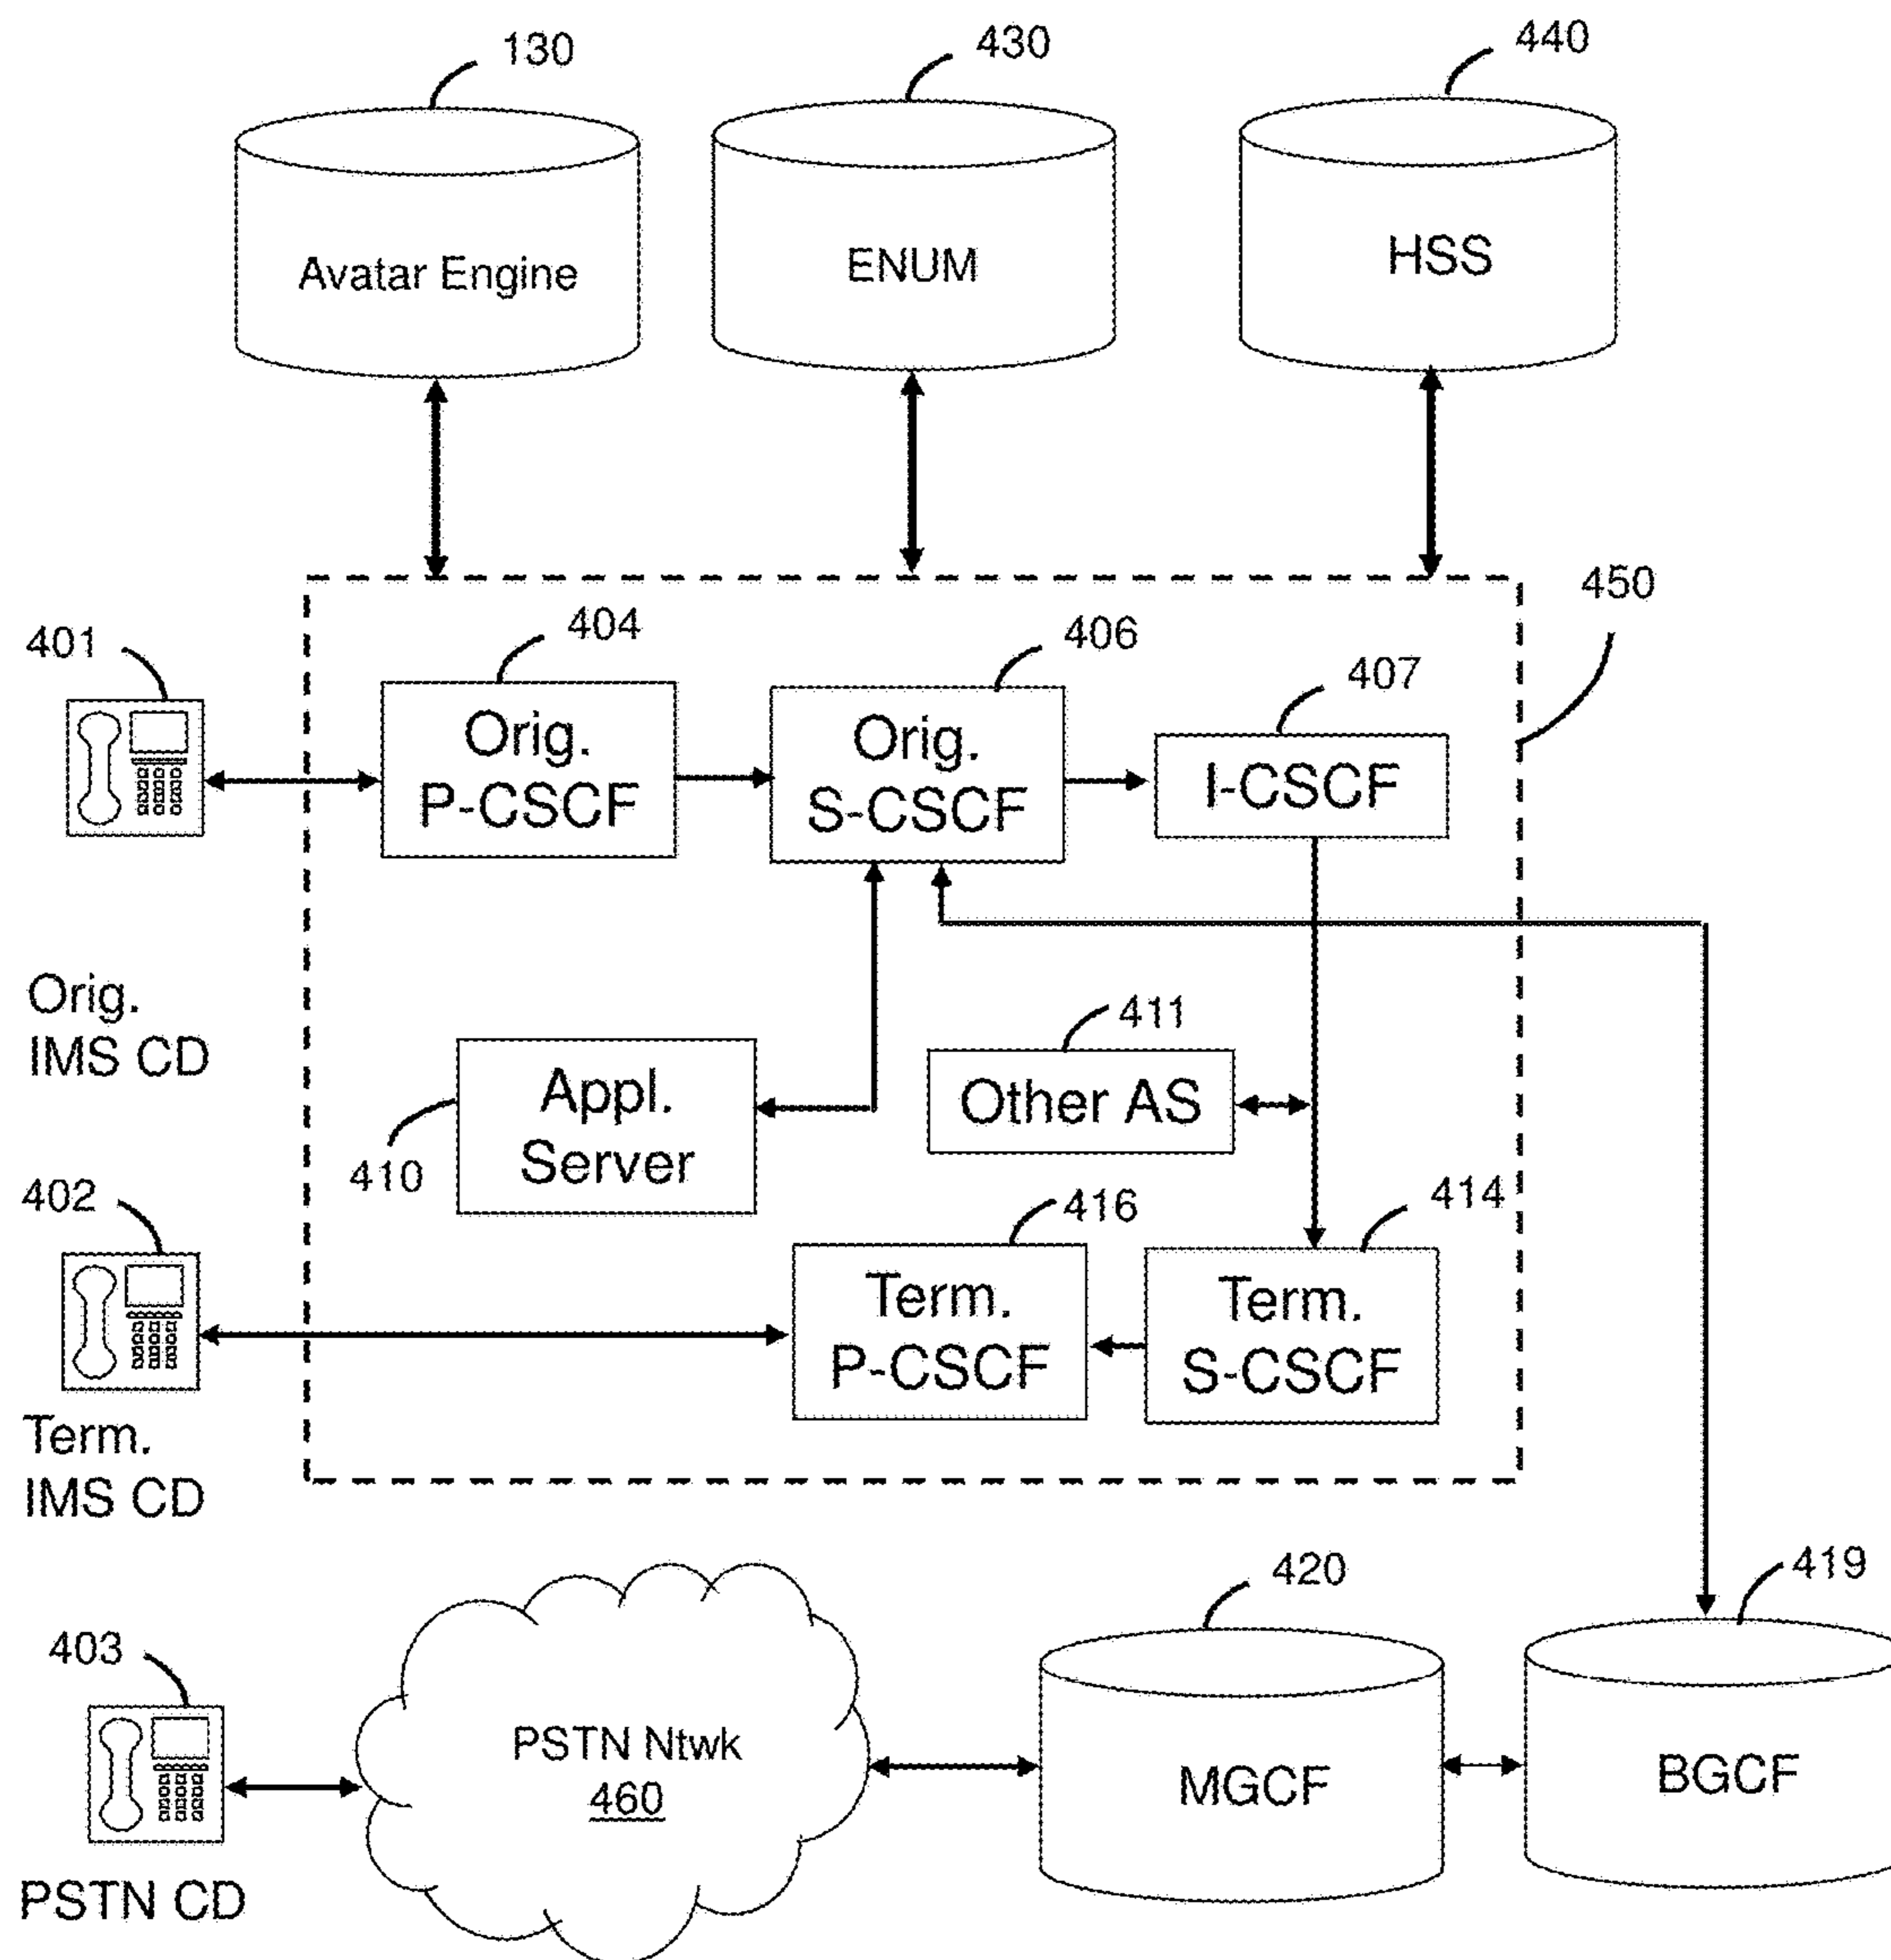 130
430
440
Avatar Engine
ENUM
HSS
450
401
404
406
407
Orig.
P-CSCF
Orig.
S-CSCF
I-CSCF
Orig.
IMS CD
411
Other AS
Appl.
Server
410
402
416
414
Term.
P-CSCF
Term.
S-CSCF
Term.
IMS CD
420
419
403
PSTN Ntwk
460
MGCF
BGCF
PSTN CD